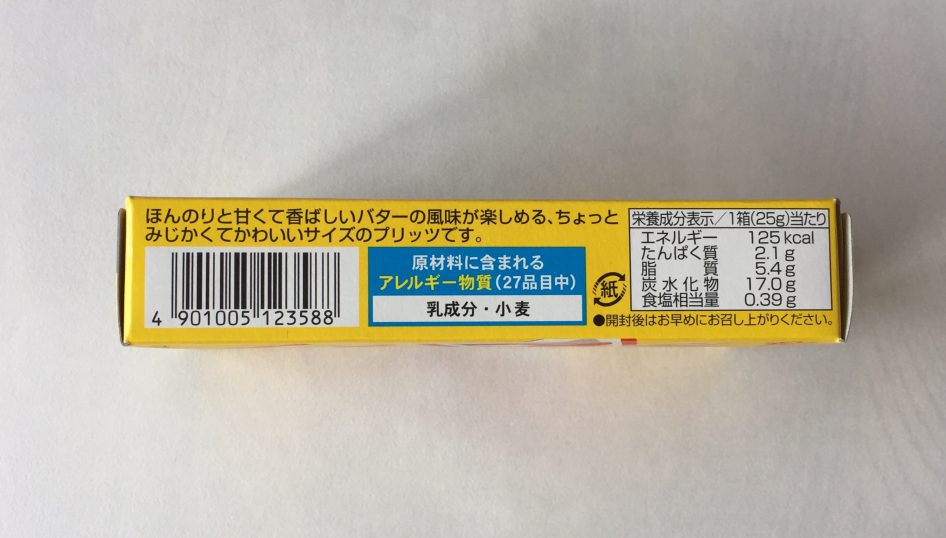 ほんのりと甘くて香ばしいバターの風味が楽しめる、ちょっと
みじかくてかわいいサイズのプリッツです。
4 901005 123588
原材料に含まれる
アレルギー物質(27品目中)
乳成分・小麦
紙
栄養成分表示/1箱(25g)当たり
エネルギー 125kcal
たんぱく質 2.1g
脂質 5.4g
炭水化物 17.0g
食塩相当量 0.39g
●開封後はお早めにお召し上がりください。